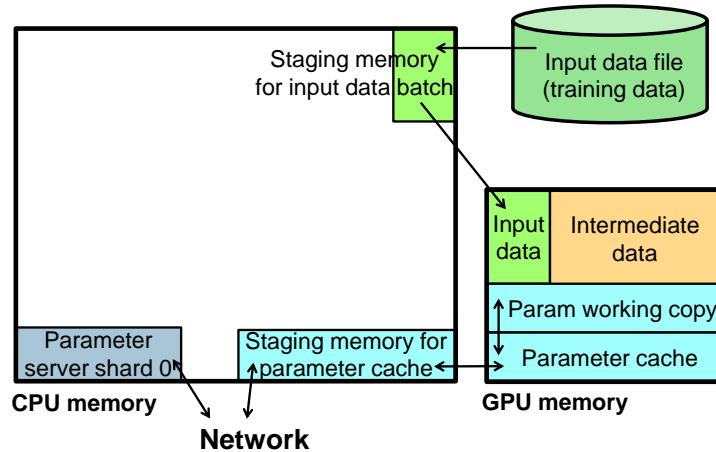 Staging memory
for input data batch
Input data file
(training data)
Input
data
Intermediate
data
Param working copy
Parameter cache
Parameter
server shard 0
Staging memory for
parameter cache
CPU memory
GPU memory
Network